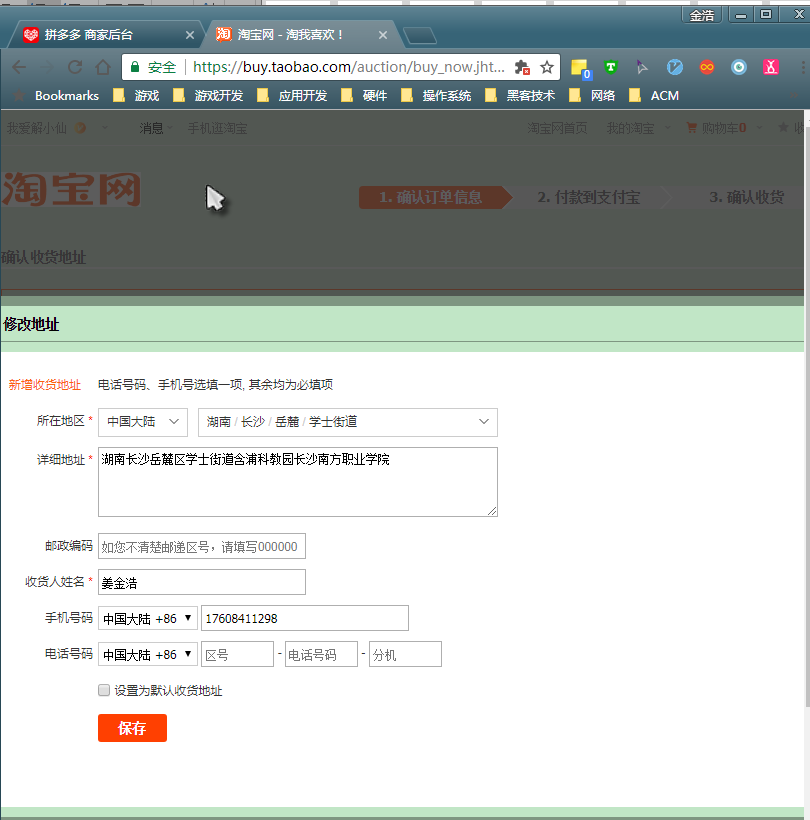 金浩
拼多多 商家后台 淘宝网 - 淘我喜欢！
安全 https://buy.taobao.com/auction/buy_now.jht... 0 T
Bookmarks 游戏 游戏开发 应用开发 硬件 操作系统 黑客技术 网络 ACM
我爱解小仙 消息 手机逛淘宝 淘宝网首页 我的淘宝 购物车0 收
淘宝网 1. 确认订单信息 2. 付款到支付宝 3. 确认收货
确认收货地址
修改地址
新增收货地址 电话号码、手机号选填一项, 其余均为必填项
所在地区* 中国大陆 湖南 / 长沙 / 岳麓 / 学士街道
详细地址* 湖南长沙岳麓区学士街道含浦科教园长沙南方职业学院
邮政编码 如您不清楚邮递区号，请填写000000
收货人姓名* 姜金浩
手机号码 中国大陆 +86 17608411298
电话号码 中国大陆 +86 区号 - 电话号码 - 分机
设置为默认收货地址
保存